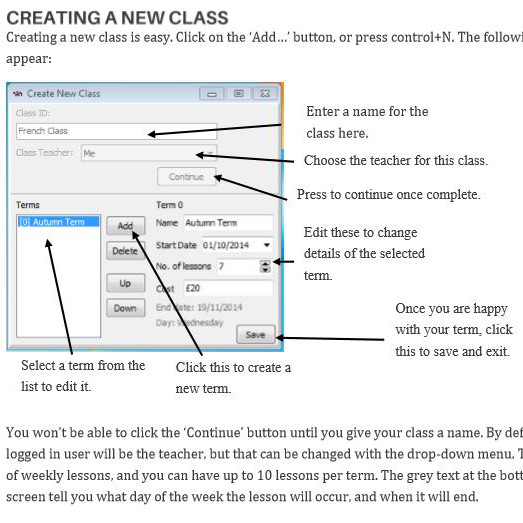 CREATING A NEW CLASS
Creating a new class is easy. Click on the ‘Add...’ button, or press control+N. The
appear:
Create New Class
Class ID:
French Class
Class Teacher: Me
Continue
Enter a name for the
class here.
Choose the teacher for this class.
Press to continue once complete.
Terms
[0] Autumn Term
Add
Delete
Up
Down
Term 0
Name Autumn Term
Start Date 01/10/2014
No. of lessons 7
Cost £20
End Date: 19/11/2014
Day: Wednesday
Save
Edit these to change
details of the selected
term.
Once you are happy
with your term, click
this to save and exit.
Select a term from the
list to edit it.
Click this to create a
new term.
You won’t be able to click the ‘Continue’ button until you give your class a name. By
logged in user will be the teacher, but that can be changed with the drop-down menu.
of weekly lessons, and you can have up to 10 lessons per term. The grey text at the
screen tell you what day of the week the lesson will occur, and when it will end.